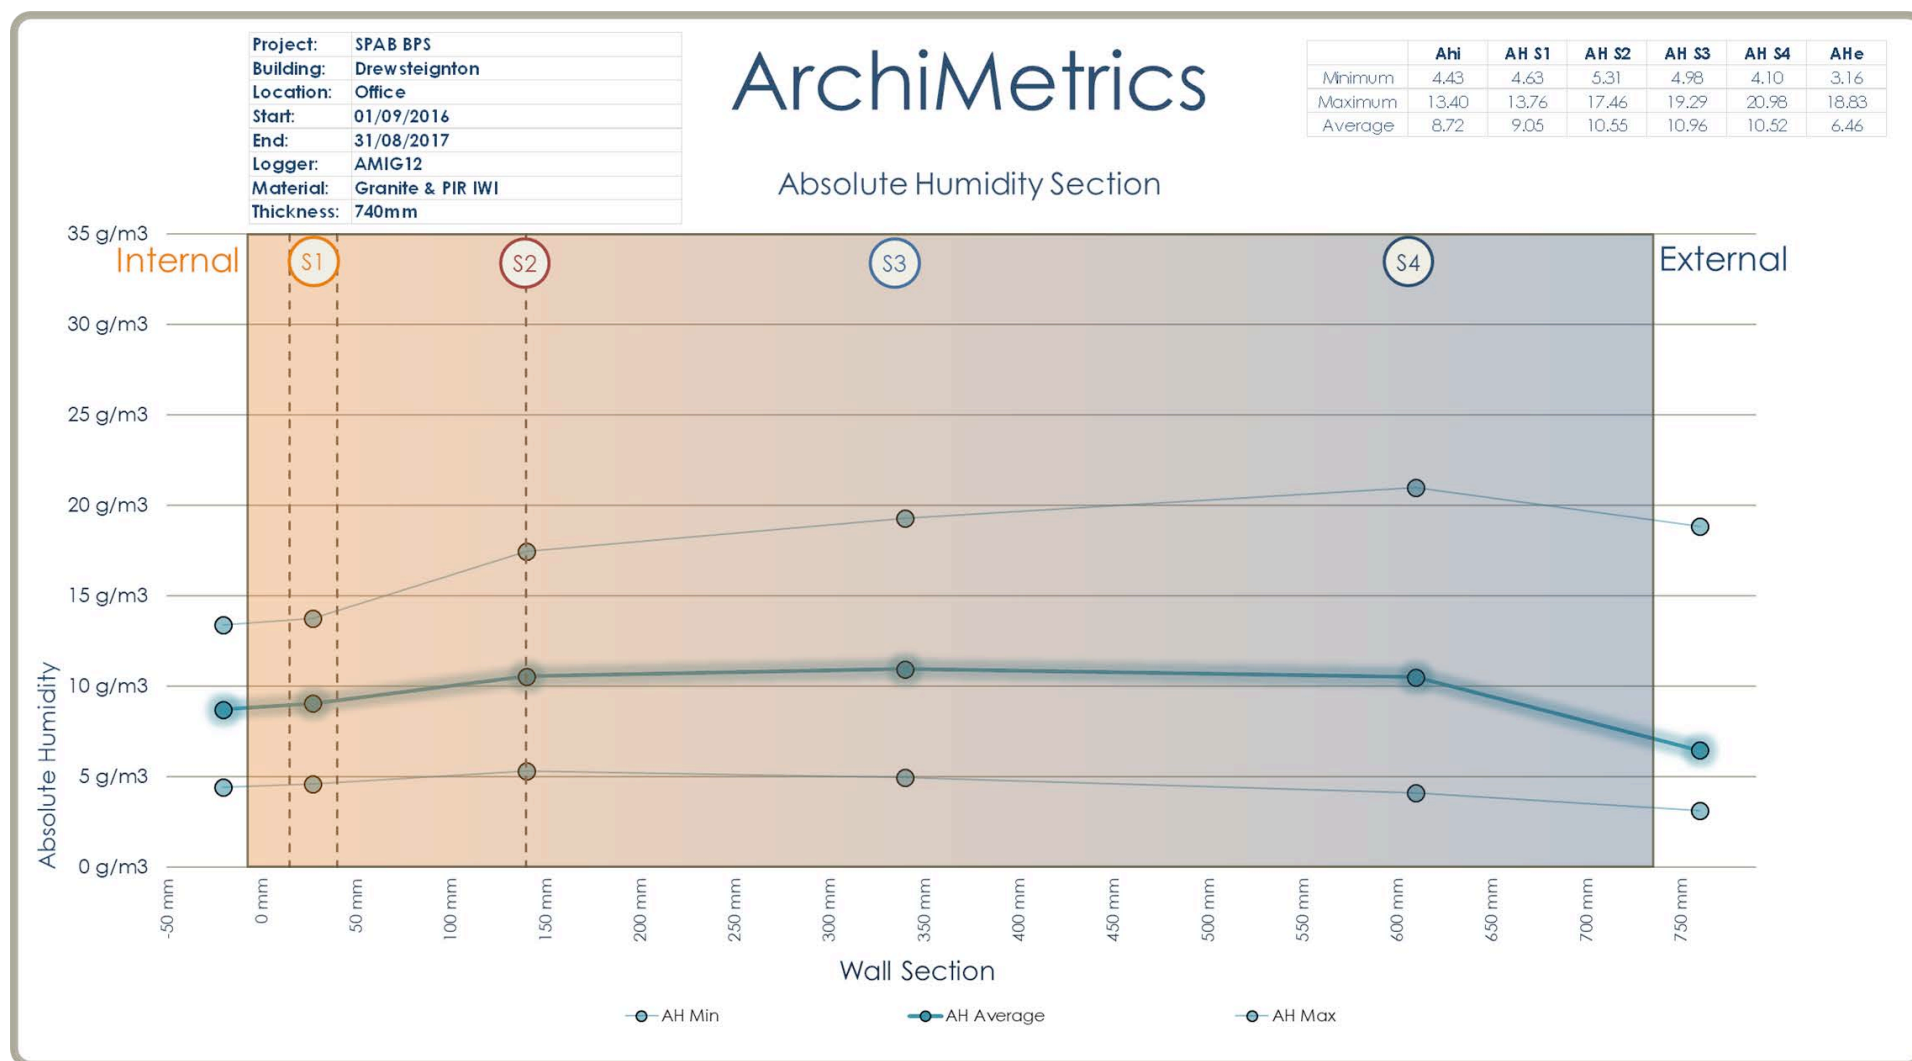 Project: SPAB BPS
Building: Drewsteignton
Location: Office
Start: 01/09/2016
End: 31/08/2017
Logger: AMIG12
Material: Granite & PIR IWI
Thickness: 740mm
ArchiMetrics
Absolute Humidity Section
Ahi AH S1 AH S2 AH S3 AH S4 AHe
Minimum 4.43 4.63 5.31 4.98 4.10 3.16
Maximum 13.40 13.76 17.46 19.29 20.98 18.83
Average 8.72 9.05 10.55 10.96 10.52 6.46
35 g/m3
Internal S1 S2 S3 S4 External
30 g/m3
25 g/m3
20 g/m3
15 g/m3
10 g/m3
5 g/m3
0 g/m3
Absolute Humidity
-50 mm 0 mm 50 mm 100 mm 150 mm 200 mm 250 mm 300 mm 350 mm 400 mm 450 mm 500 mm 550 mm 600 mm 650 mm 700 mm 750 mm
Wall Section
AH Min AH Average AH Max